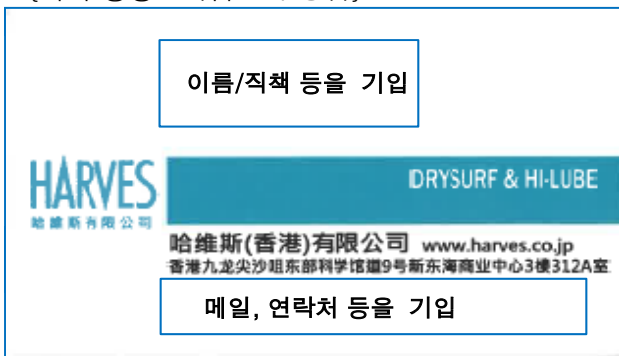 이름/직책 등을 기입
HARVES
哈維斯有限公司
DRYSURF & HI-LUBE
哈维斯(香港)有限公司 www.harves.co.jp
香港九龙尖沙咀东部科学馆道9号新东海商业中心3楼312A室
메일, 연락처 등을 기입